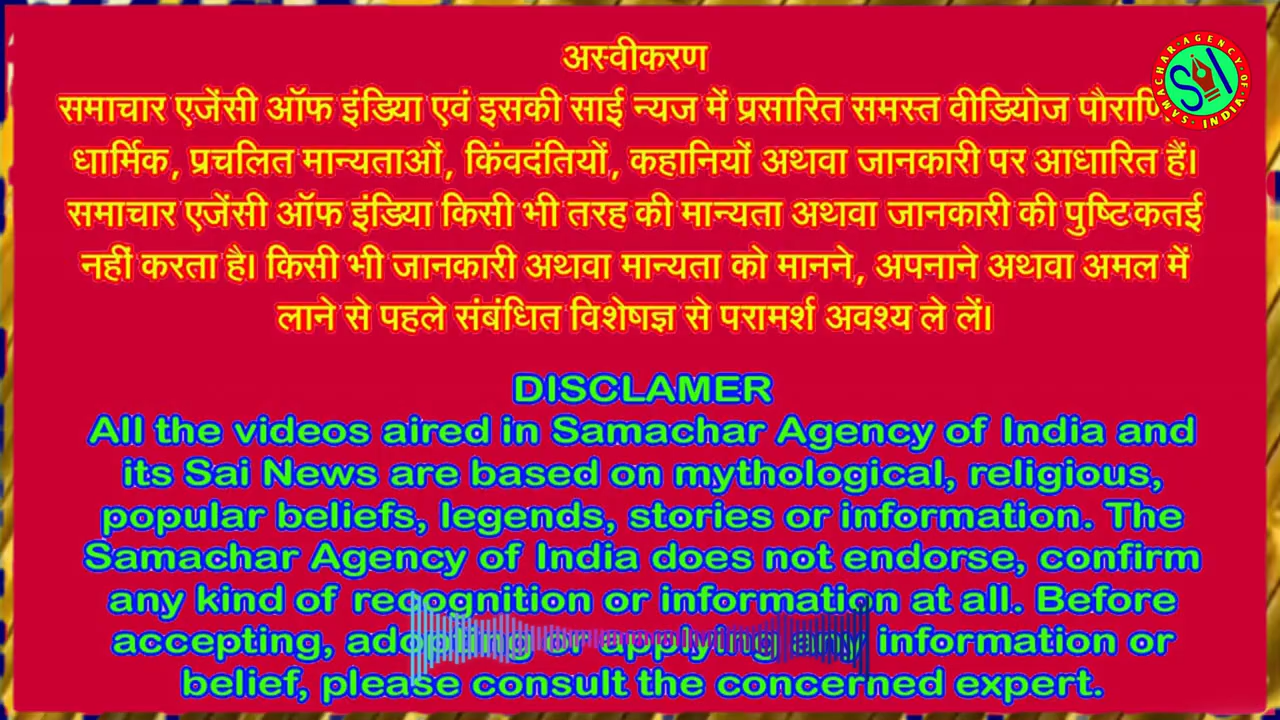 अस्वीकरण
समाचार एजेंसी ऑफ इंडिया एवं इसकी साई न्यज में प्रसारित समस्त वीडियोज
धार्मिक, प्रचलित मान्यताओं, किंवदंतियों, कहानियों अथवा जानकारी पर आधारित हैं।
समाचार एजेंसी ऑफ इंडिया किसी भी तरह की मान्यता अथवा जानकारी की पुष्टि कतई
नहीं करता है। किसी भी जानकारी अथवा मान्यता को मानने, अपनाने अथवा अमल में
लाने से पहले संबंधित विशेषज्ञ से परामर्श अवश्य ले लें।
SAMACHAR · AGENCY · OF · INDIA
SAI
DISCLAMER
All the videos aired in Samachar Agency of India and
its Sai News are based on mythological, religious,
popular beliefs, legends, stories or information. The
Samachar Agency of India does not endorse, confirm
any kind of recognition or information at all. Before
accepting, adopting or applying any information or
belief, please consult the concerned expert.